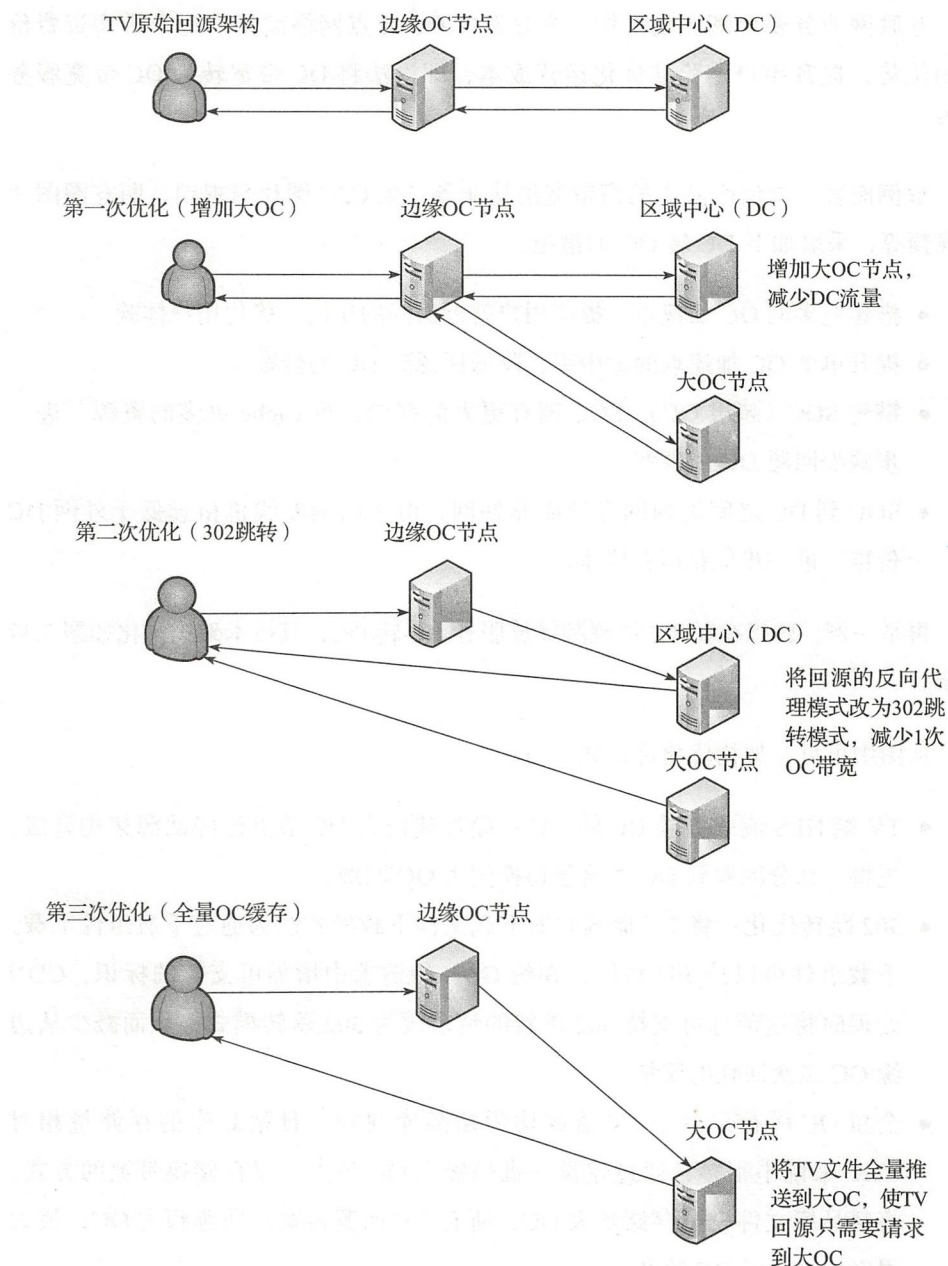 TV原始回源架构
边缘OC节点
区域中心（DC）
第一次优化（增加大OC）
边缘OC节点
区域中心（DC）
增加大OC节点，
减少DC流量
大OC节点
第二次优化（302跳转）
边缘OC节点
区域中心（DC）
将回源的反向代
理模式改为302跳
转模式，减少1次
OC带宽
大OC节点
第三次优化（全量OC缓存）
边缘OC节点
大OC节点
将TV文件全量推
送到大OC，使TV
回源只需要请求
到大OC